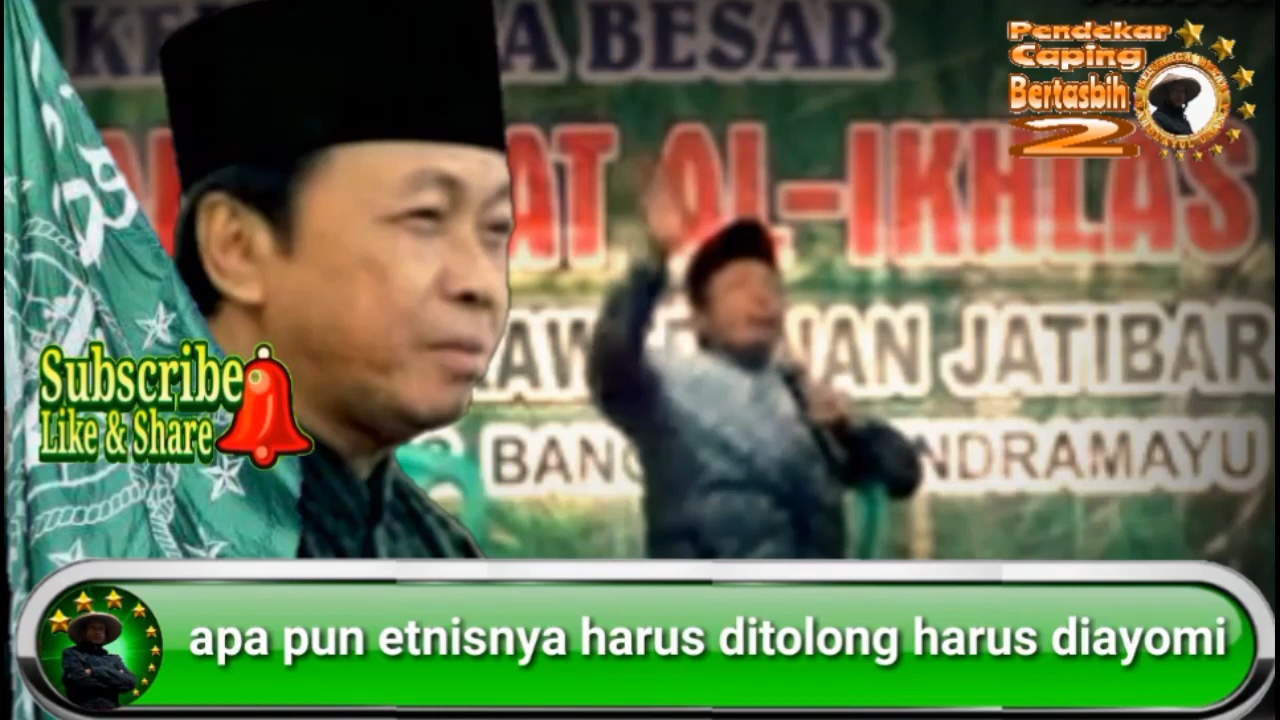 BESAR
Pendekar
Caping
Bertasbih
2
AL-IKHLAS
JATIBAR
Subscribe
Like & Share
BANG
NDRAMAYU
apa pun etnisnya harus ditolong harus diayomi